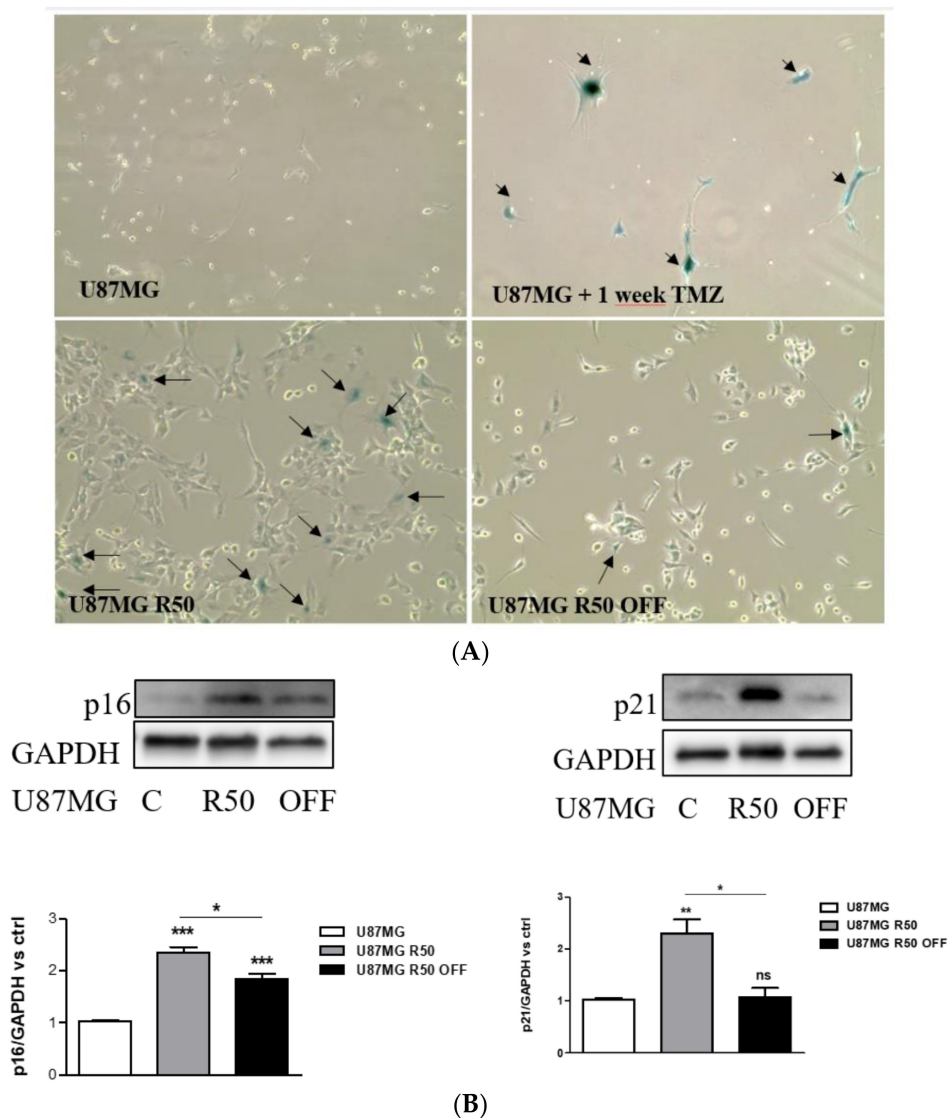 U87MG
U87MG + 1 week TMZ
U87MG R50
U87MG R50 OFF
(A)
p16
GAPDH
U87MG C R50 OFF
p21
GAPDH
U87MG C R50 OFF
p16/GAPDH vs ctrl
3
2
1
0
***
*
***
U87MG
U87MG R50
U87MG R50 OFF
p21/GAPDH vs ctrl
3
2
1
0
**
*
ns
U87MG
U87MG R50
U87MG R50 OFF
(B)